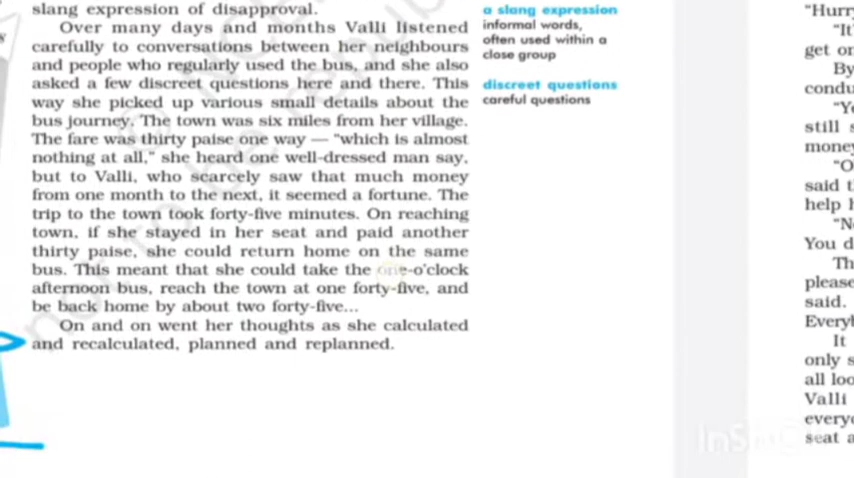 slang expression of disapproval.
Over many days and months Valli listened
carefully to conversations between her neighbours
and people who regularly used the bus, and she also
asked a few discreet questions here and there. This
way she picked up various small details about the
bus journey. The town was six miles from her village.
The fare was thirty paise one way — "which is almost
nothing at all," she heard one well-dressed man say,
but to Valli, who scarcely saw that much money
from one month to the next, it seemed a fortune. The
trip to the town took forty-five minutes. On reaching
town, if she stayed in her seat and paid another
thirty paise, she could return home on the same
bus. This meant that she could take the one-o'clock
afternoon bus, reach the town at one forty-five, and
be back home by about two forty-five...
On and on went her thoughts as she calculated
and recalculated, planned and replanned.
a slang expression
informal words,
often used within a
close group
discreet questions
careful questions
"Hurry
"It'
get on
By
condu
"Ye
still s
money
"O
said t
help h
"No
You d
Th
please
said.
Everyb
It
only s
all loo
Valli
everyo
seat a